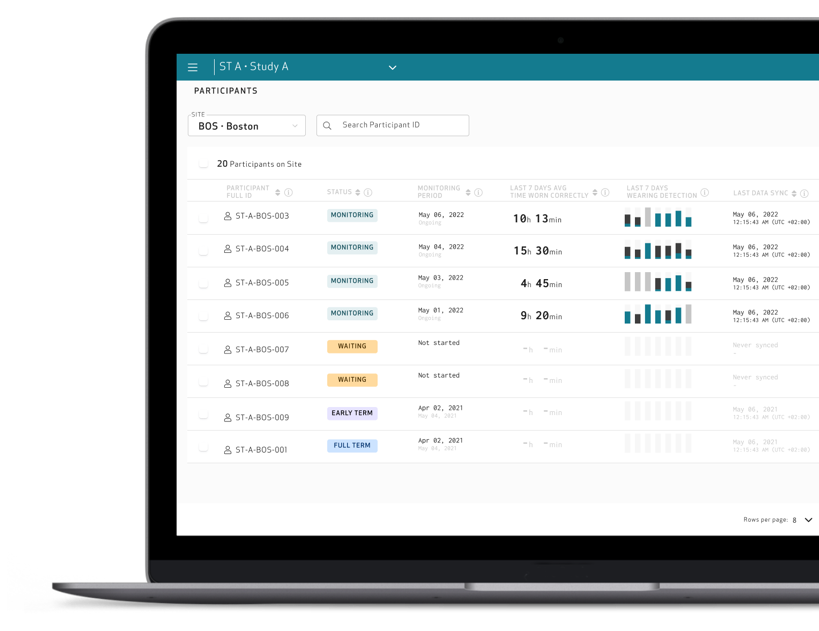 ST A • Study A
PARTICIPANTS
SITE
BOS • Boston
Search Participant ID
20 Participants on Site
PARTICIPANT FULL ID
STATUS
MONITORING PERIOD
LAST 7 DAYS AVG TIME WORN CORRECTLY
LAST 7 DAYS WEARING DETECTION
LAST DATA SYNC
ST-A-BOS-003 MONITORING May 06, 2022 Ongoing 10h 13min May 06, 2022 12:15:43 AM (UTC +02:00)
ST-A-BOS-004 MONITORING May 04, 2022 Ongoing 15h 30min May 06, 2022 12:15:43 AM (UTC +02:00)
ST-A-BOS-005 MONITORING May 03, 2022 Ongoing 4h 45min May 06, 2022 12:15:43 AM (UTC +02:00)
ST-A-BOS-006 MONITORING May 01, 2022 Ongoing 9h 20min May 06, 2022 12:15:43 AM (UTC +02:00)
ST-A-BOS-007 WAITING Not started -h -min Never synced -
ST-A-BOS-008 WAITING Not started -h -min Never synced -
ST-A-BOS-009 EARLY TERM Apr 02, 2021 May 04, 2021 -h -min May 06, 2021 12:15:43 AM (UTC +02:00)
ST-A-BOS-001 FULL TERM Apr 02, 2021 May 04, 2021 -h -min May 06, 2021 12:15:43 AM (UTC +02:00)
Rows per page: 8